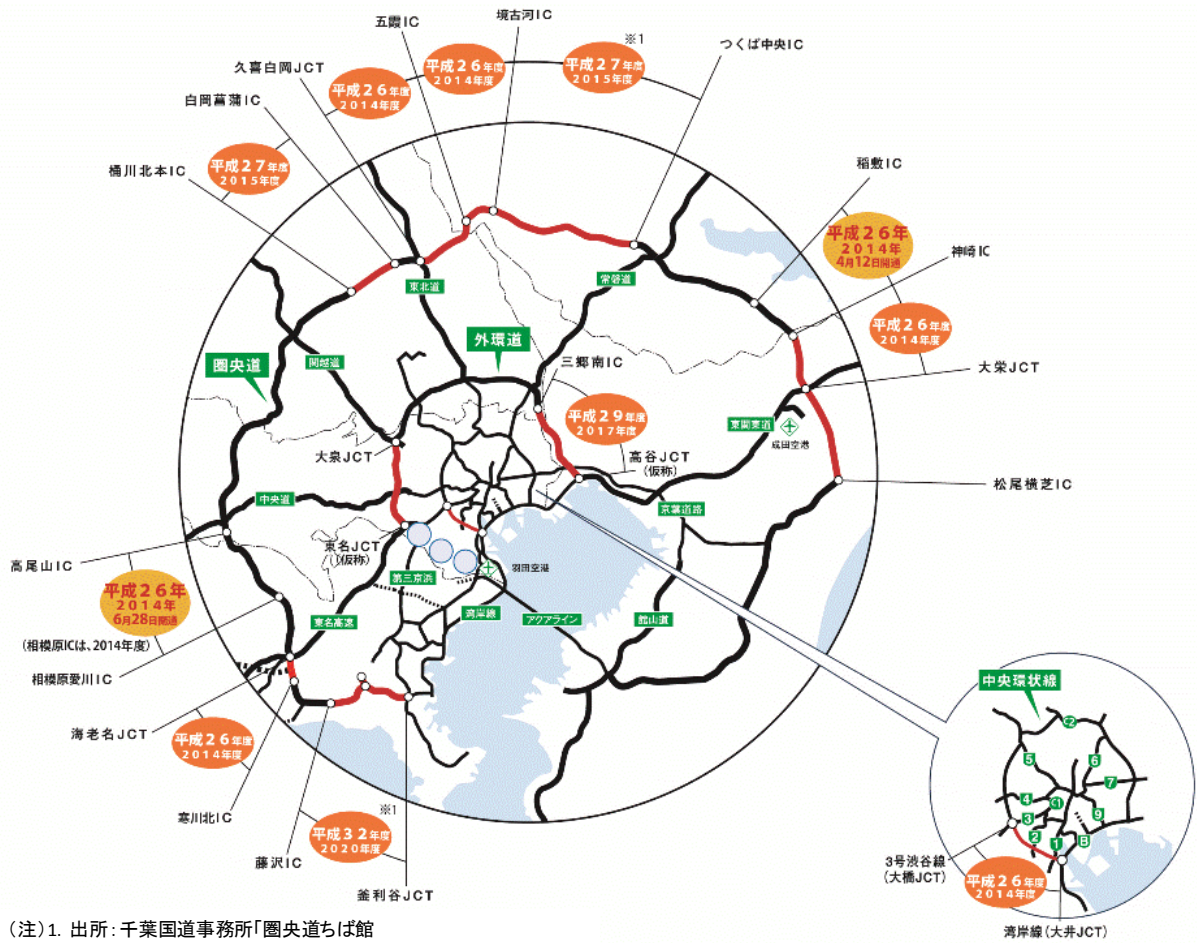 境古河IC
五霞IC
※1
つくば中央IC
久喜白岡JCT
平成26年度
2014年度
平成26年度
2014年度
平成27年度
2015年度
白岡菖蒲IC
平成27年度
2015年度
桶川北本IC
稲敷IC
平成26年
2014年
4月12日開通
神崎IC
平成26年度
2014年度
大栄JCT
東北道
常磐道
外環道
圏央道
関越道
三郷南IC
平成29年度
2017年度
高谷JCT
(仮称)
東関東道
成田空港
大泉JCT
松尾横芝IC
中央道
京葉道路
東名JCT
(仮称)
高尾山IC
第三京浜
羽田空港
平成26年
2014年
6月28日開通
(相模原ICは、2014年度)
東名高速
湾岸線
アクアライン
館山道
相模原愛川IC
海老名JCT
平成26年度
2014年度
寒川北IC
※1
平成32年度
2020年度
藤沢IC
釜利谷JCT
中央環状線
C2
5
6
7
4
C1
3
9
2
1
B
3号渋谷線
(大橋JCT)
平成26年度
2014年度
湾岸線(大井JCT)
(注)1. 出所:千葉国道事務所「圏央道ちば館